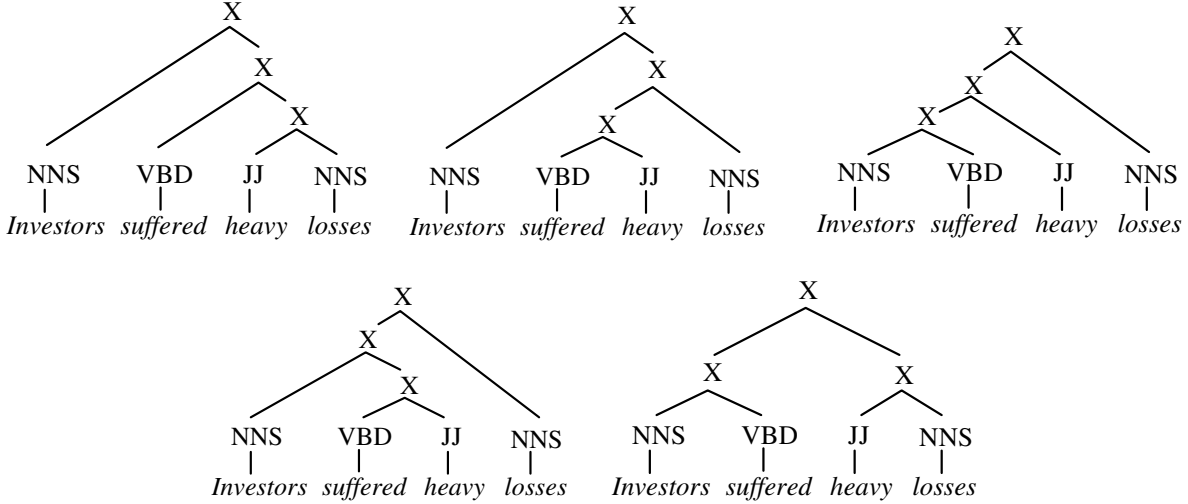 X
X
X
X
X
X
X
X
X
NNS VBD JJ NNS
NNS VBD JJ NNS
NNS VBD JJ NNS
Investors suffered heavy losses
Investors suffered heavy losses
Investors suffered heavy losses
X
X
X
X
X
X
NNS VBD JJ NNS
NNS VBD JJ NNS
Investors suffered heavy losses
Investors suffered heavy losses